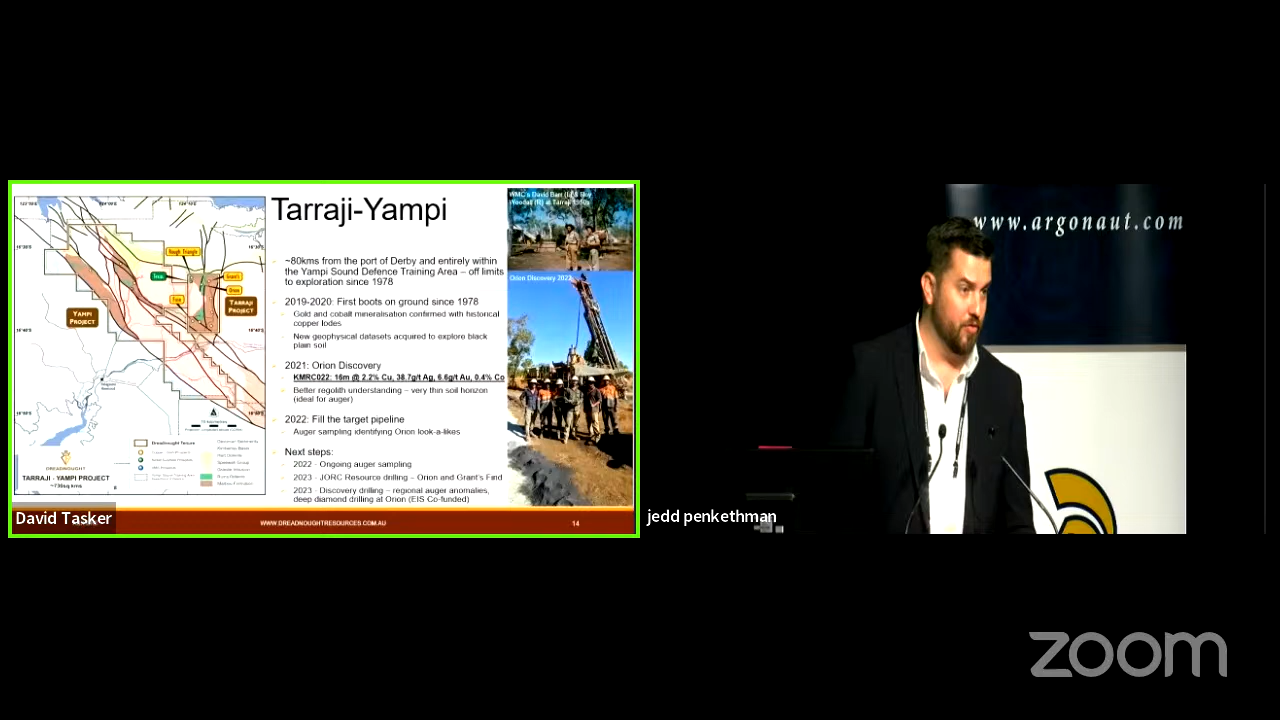 Tarraji-Yampi
~80kms from the port of Derby and entirely within
the Yampi Sound Defence Training Area – off limits
to exploration since 1978
2019-2020: First boots on ground since 1978
Gold and cobalt mineralisation confirmed with historical
copper lodes
New geophysical datasets acquired to explore black
plain soil
2021: Orion Discovery
KMRC022: 16m @ 2.2% Cu, 38.7g/t Ag, 6.6g/t Au, 0.4% Co
Better regolith understanding – very thin soil horizon
(ideal for auger)
2022: Fill the target pipeline
Auger sampling identifying Orion look-a-likes
Next steps:
2022 - Ongoing auger sampling
2023 - JORC Resource drilling – Orion and Grant's Find
2023 - Discovery drilling – regional auger anomalies,
deep diamond drilling at Orion (EIS Co-funded)
Rough Triangle
Grant's
Orion
TARRAJI
PROJECT
YAMPI
PROJECT
DREADNOUGHT
TARRAJI - YAMPI PROJECT
Orion Discovery 2022
WWW.DREADNOUGHTRESOURCES.COM.AU
14
David Tasker
www.argonaut.com
jedd penkethman
zoom